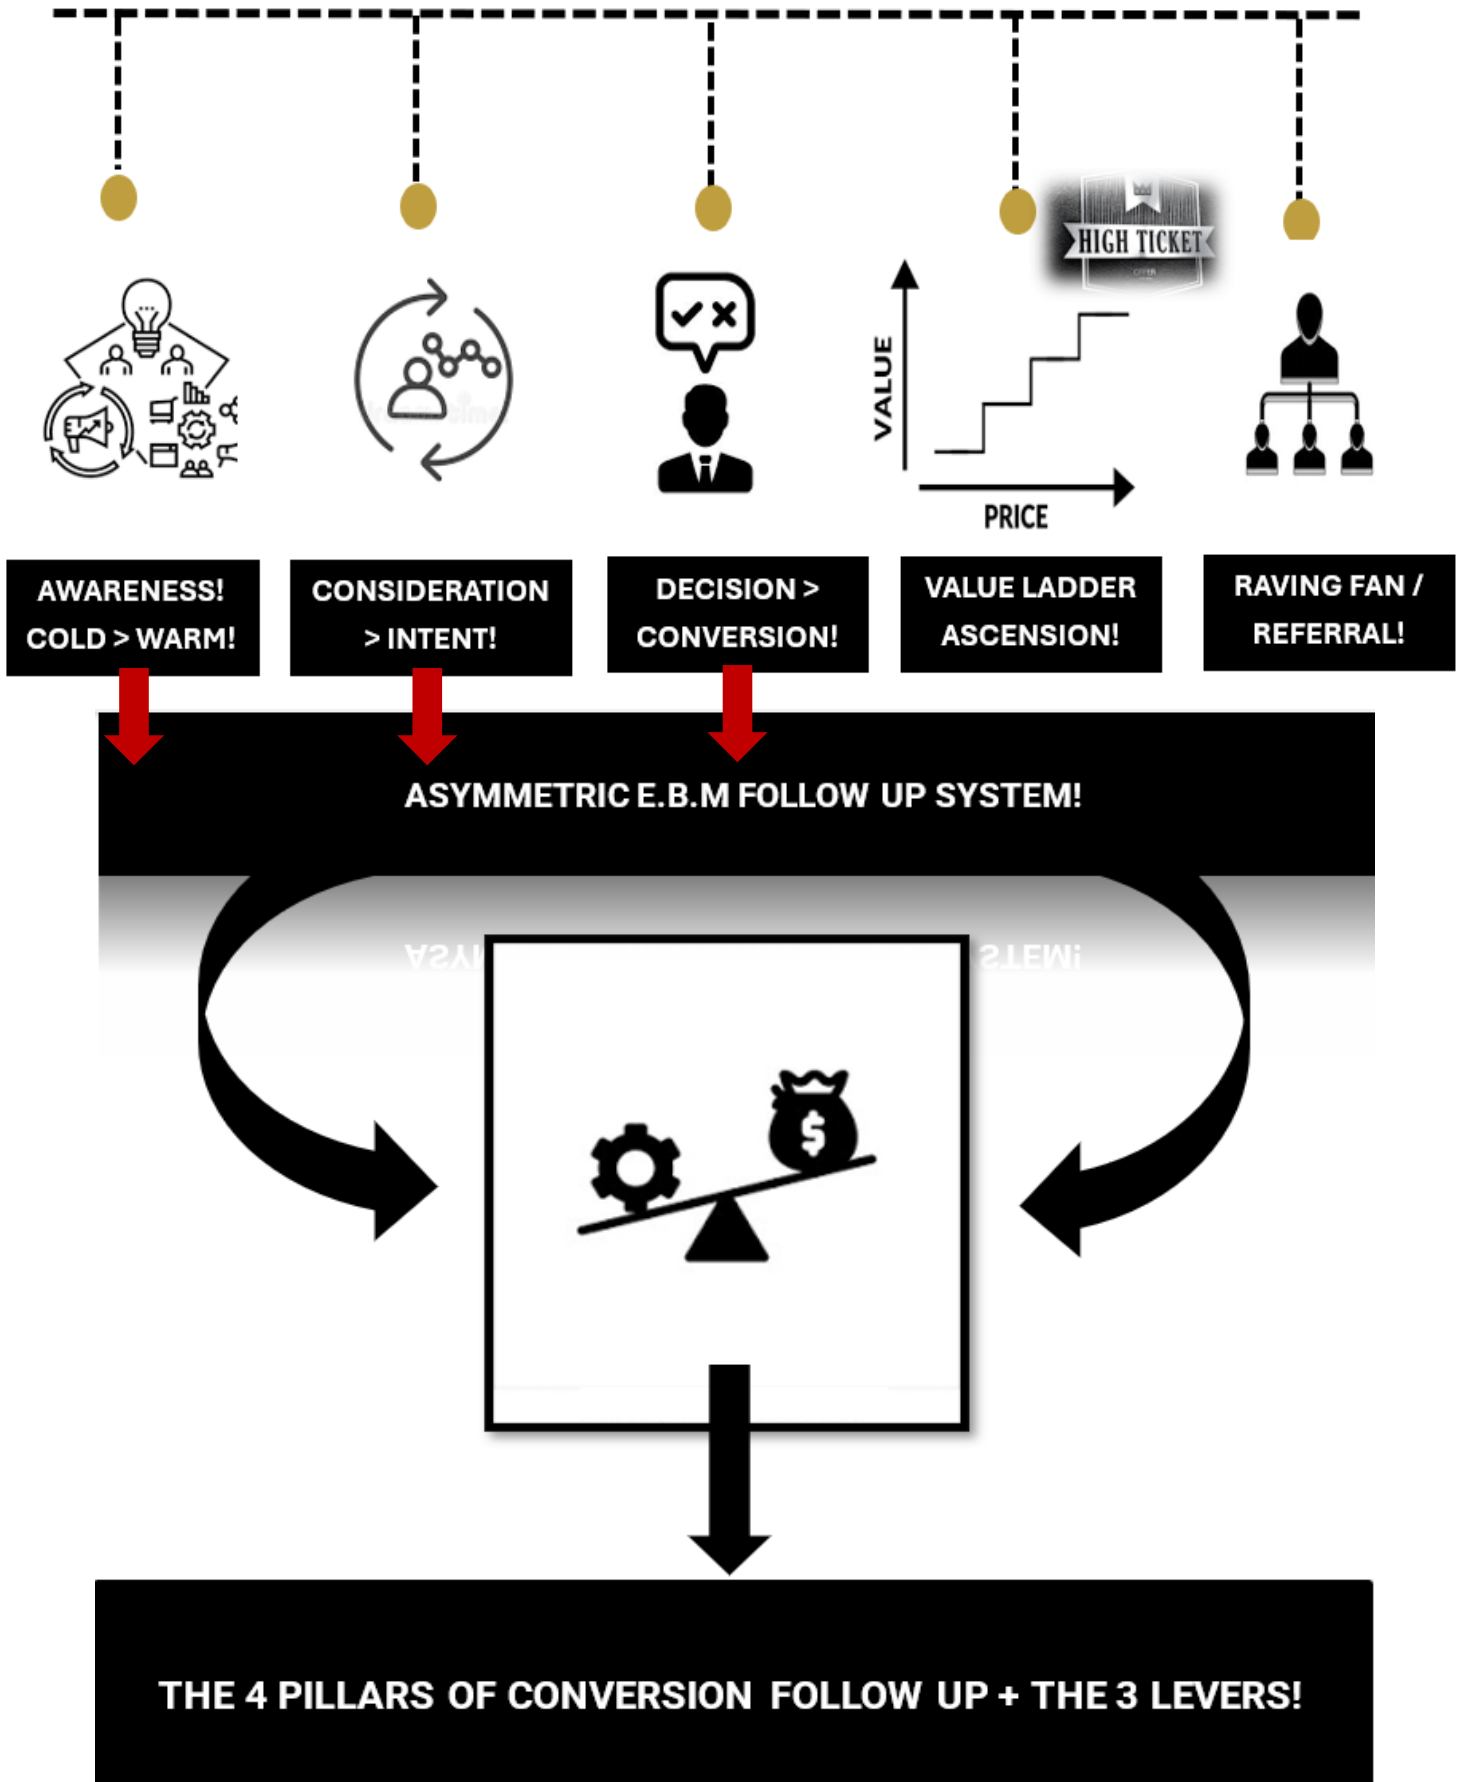 HIGH TICKET
OFFER
VALUE
PRICE
AWARENESS!
COLD > WARM!
CONSIDERATION
> INTENT!
DECISION >
CONVERSION!
VALUE LADDER
ASCENSION!
RAVING FAN /
REFERRAL!
ASYMMETRIC E.B.M FOLLOW UP SYSTEM!
$
THE 4 PILLARS OF CONVERSION FOLLOW UP + THE 3 LEVERS!